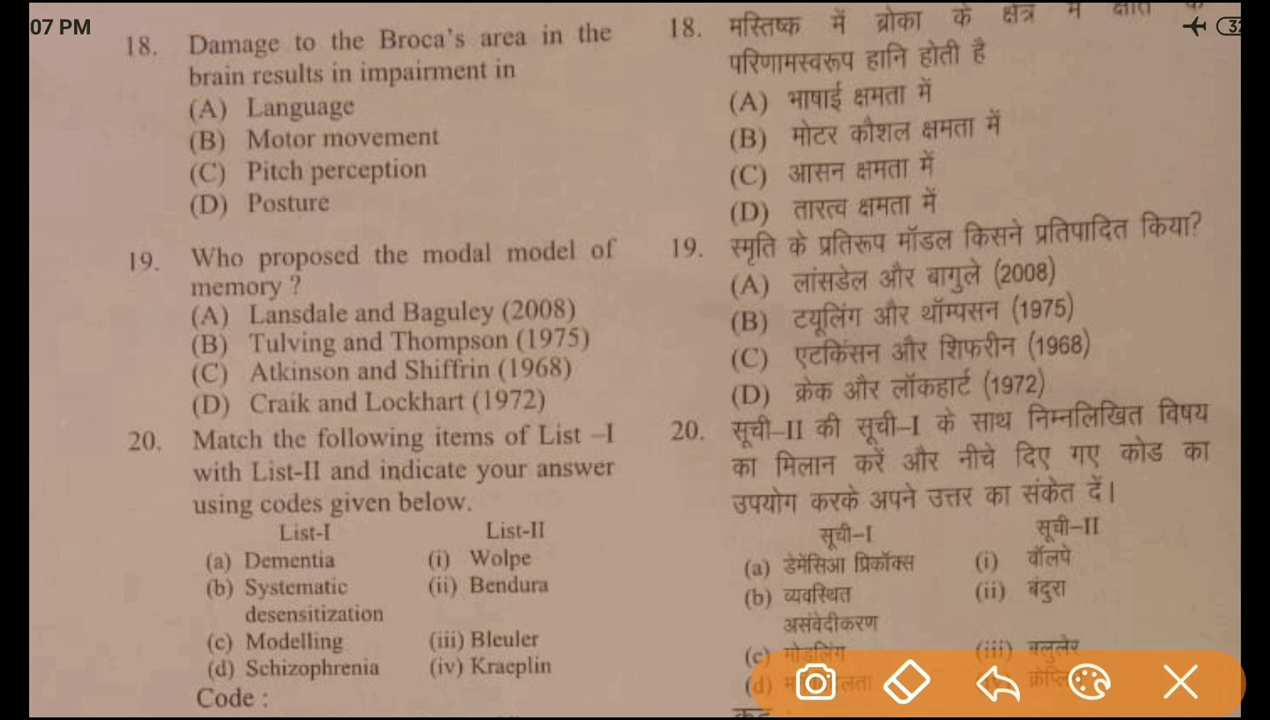 07 PM
18. Damage to the Broca's area in the
brain results in impairment in
(A) Language
(B) Motor movement
(C) Pitch perception
(D) Posture
19. Who proposed the modal model of
memory ?
(A) Lansdale and Baguley (2008)
(B) Tulving and Thompson (1975)
(C) Atkinson and Shiffrin (1968)
(D) Craik and Lockhart (1972)
20. Match the following items of List –I
with List-II and indicate your answer
using codes given below.
List-I List-II
(a) Dementia (i) Wolpe
(b) Systematic (ii) Bendura
desensitization
(c) Modelling (iii) Bleuler
(d) Schizophrenia (iv) Kraeplin
Code :
18. मस्तिष्क में ब्रोका के क्षेत्र में क्षति के
परिणामस्वरूप हानि होती है
(A) भाषाई क्षमता में
(B) मोटर कौशल क्षमता में
(C) आसन क्षमता में
(D) तारत्व क्षमता में
19. स्मृति के प्रतिरूप मॉडल किसने प्रतिपादित किया?
(A) लांसडेल और बागुले (2008)
(B) टयूलिंग और थॉम्पसन (1975)
(C) एटकिंसन और शिफरीन (1968)
(D) क्रेक और लॉकहार्ट (1972)
20. सूची–II की सूची–I के साथ निम्नलिखित विषय
का मिलान करें और नीचे दिए गए कोड का
उपयोग करके अपने उत्तर का संकेत दें।
सूची–I सूची–II
(a) डेमेंसिआ प्रिकॉक्स (i) वॉलपे
(b) व्यवस्थित (ii) बंदुरा
असंवेदीकरण
(c) मोडलिंग (iii) बलुलेर
(d)